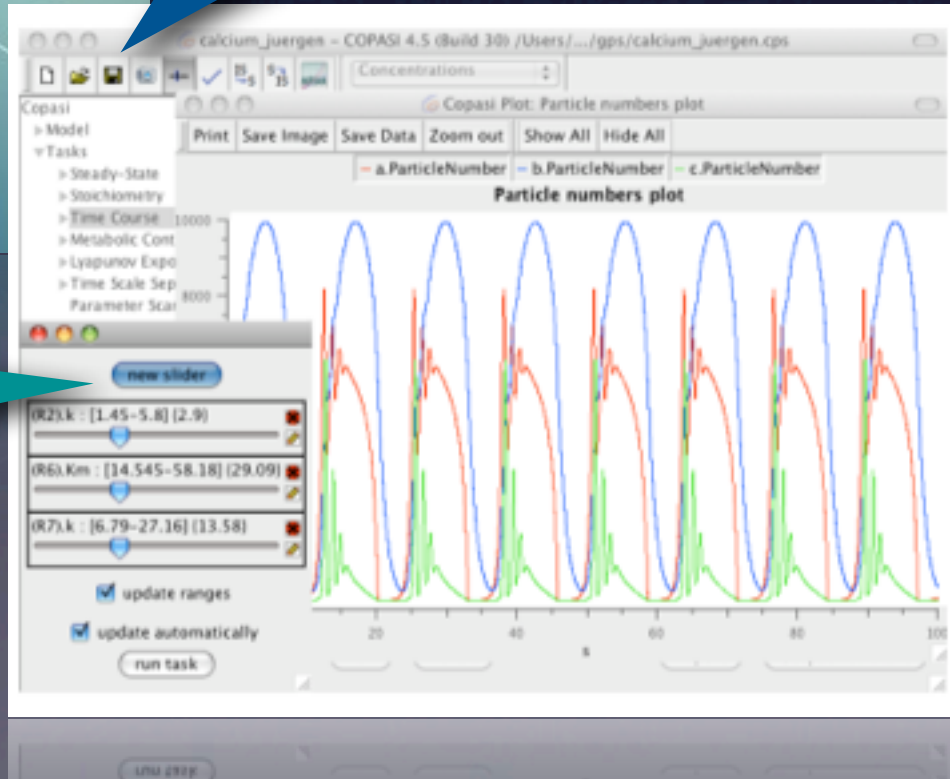 calcium_juergen – COPASI 4.5 (Build 30) /Users/.../gps/calcium_juergen.cps
Concentrations
Copasi
Model
Tasks
Steady-State
Stoichiometry
Time Course
Metabolic Cont
Lyapunov Expo
Time Scale Sep
Parameter Scan
Copasi Plot: Particle numbers plot
Print Save Image Save Data Zoom out Show All Hide All
a.ParticleNumber b.ParticleNumber c.ParticleNumber
Particle numbers plot
10000
8000
20 40 60 80 100
s
new slider
(R2).k : [1.45–5.8] (2.9)
(R6).Km : [14.545–58.18] (29.09)
(R7).k : [6.79–27.16] (13.58)
update ranges
update automatically
run task